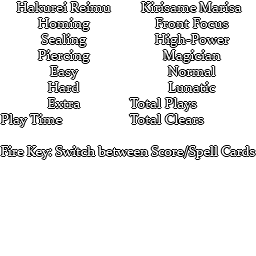 Hakurei Reimu Kirisame Marisa
Homing Front Focus
Sealing High-Power
Piercing Magician
Easy Normal
Hard Lunatic
Extra Total Plays
Play Time Total Clears
Fire Key: Switch between Score/Spell Cards